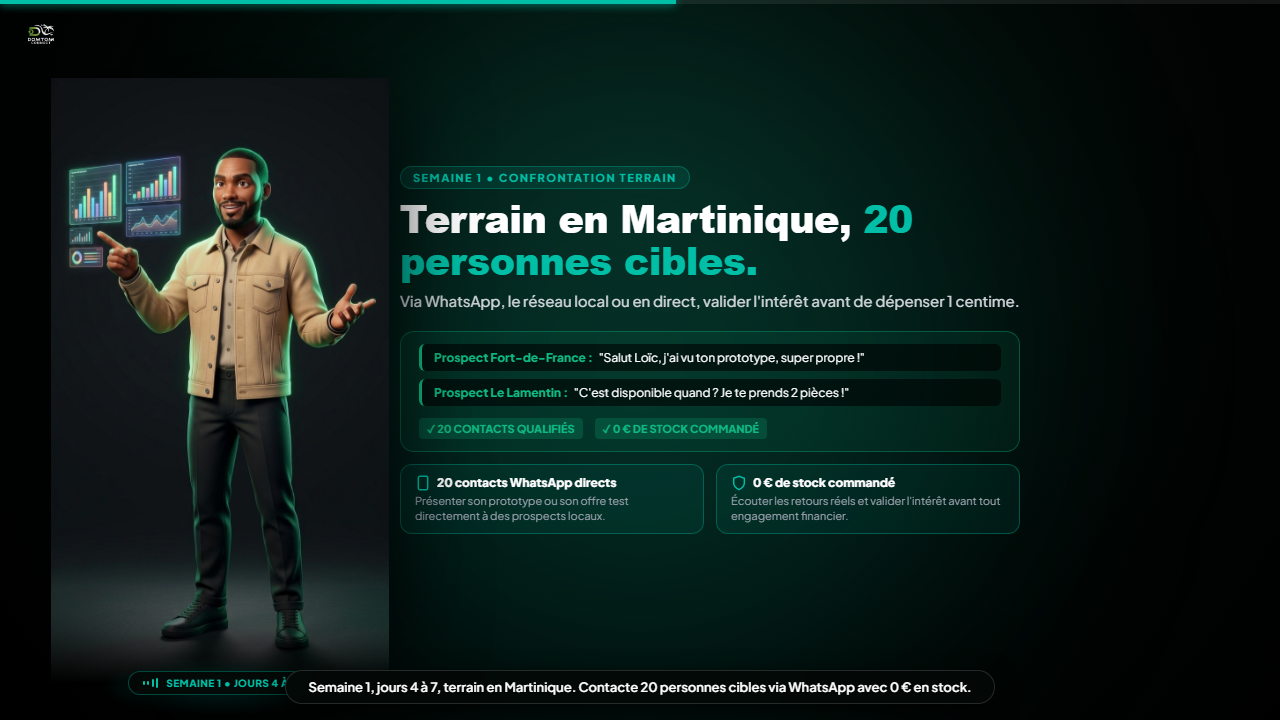 DOMTOM
CONNECT
SEMAINE 1 • CONFRONTATION TERRAIN
Terrain en Martinique, 20
personnes cibles.
Via WhatsApp, le réseau local ou en direct, valider l'intérêt avant de dépenser 1 centime.
Prospect Fort-de-France : "Salut Loïc, j'ai vu ton prototype, super propre !"
Prospect Le Lamentin : "C'est disponible quand ? Je te prends 2 pièces !"
✓ 20 CONTACTS QUALIFIÉS ✓ 0 € DE STOCK COMMANDÉ
20 contacts WhatsApp directs
Présenter son prototype ou son offre test
directement à des prospects locaux.
0 € de stock commandé
Écouter les retours réels et valider l'intérêt avant tout
engagement financier.
SEMAINE 1 • JOURS 4 À
Semaine 1, jours 4 à 7, terrain en Martinique. Contacte 20 personnes cibles via WhatsApp avec 0 € en stock.